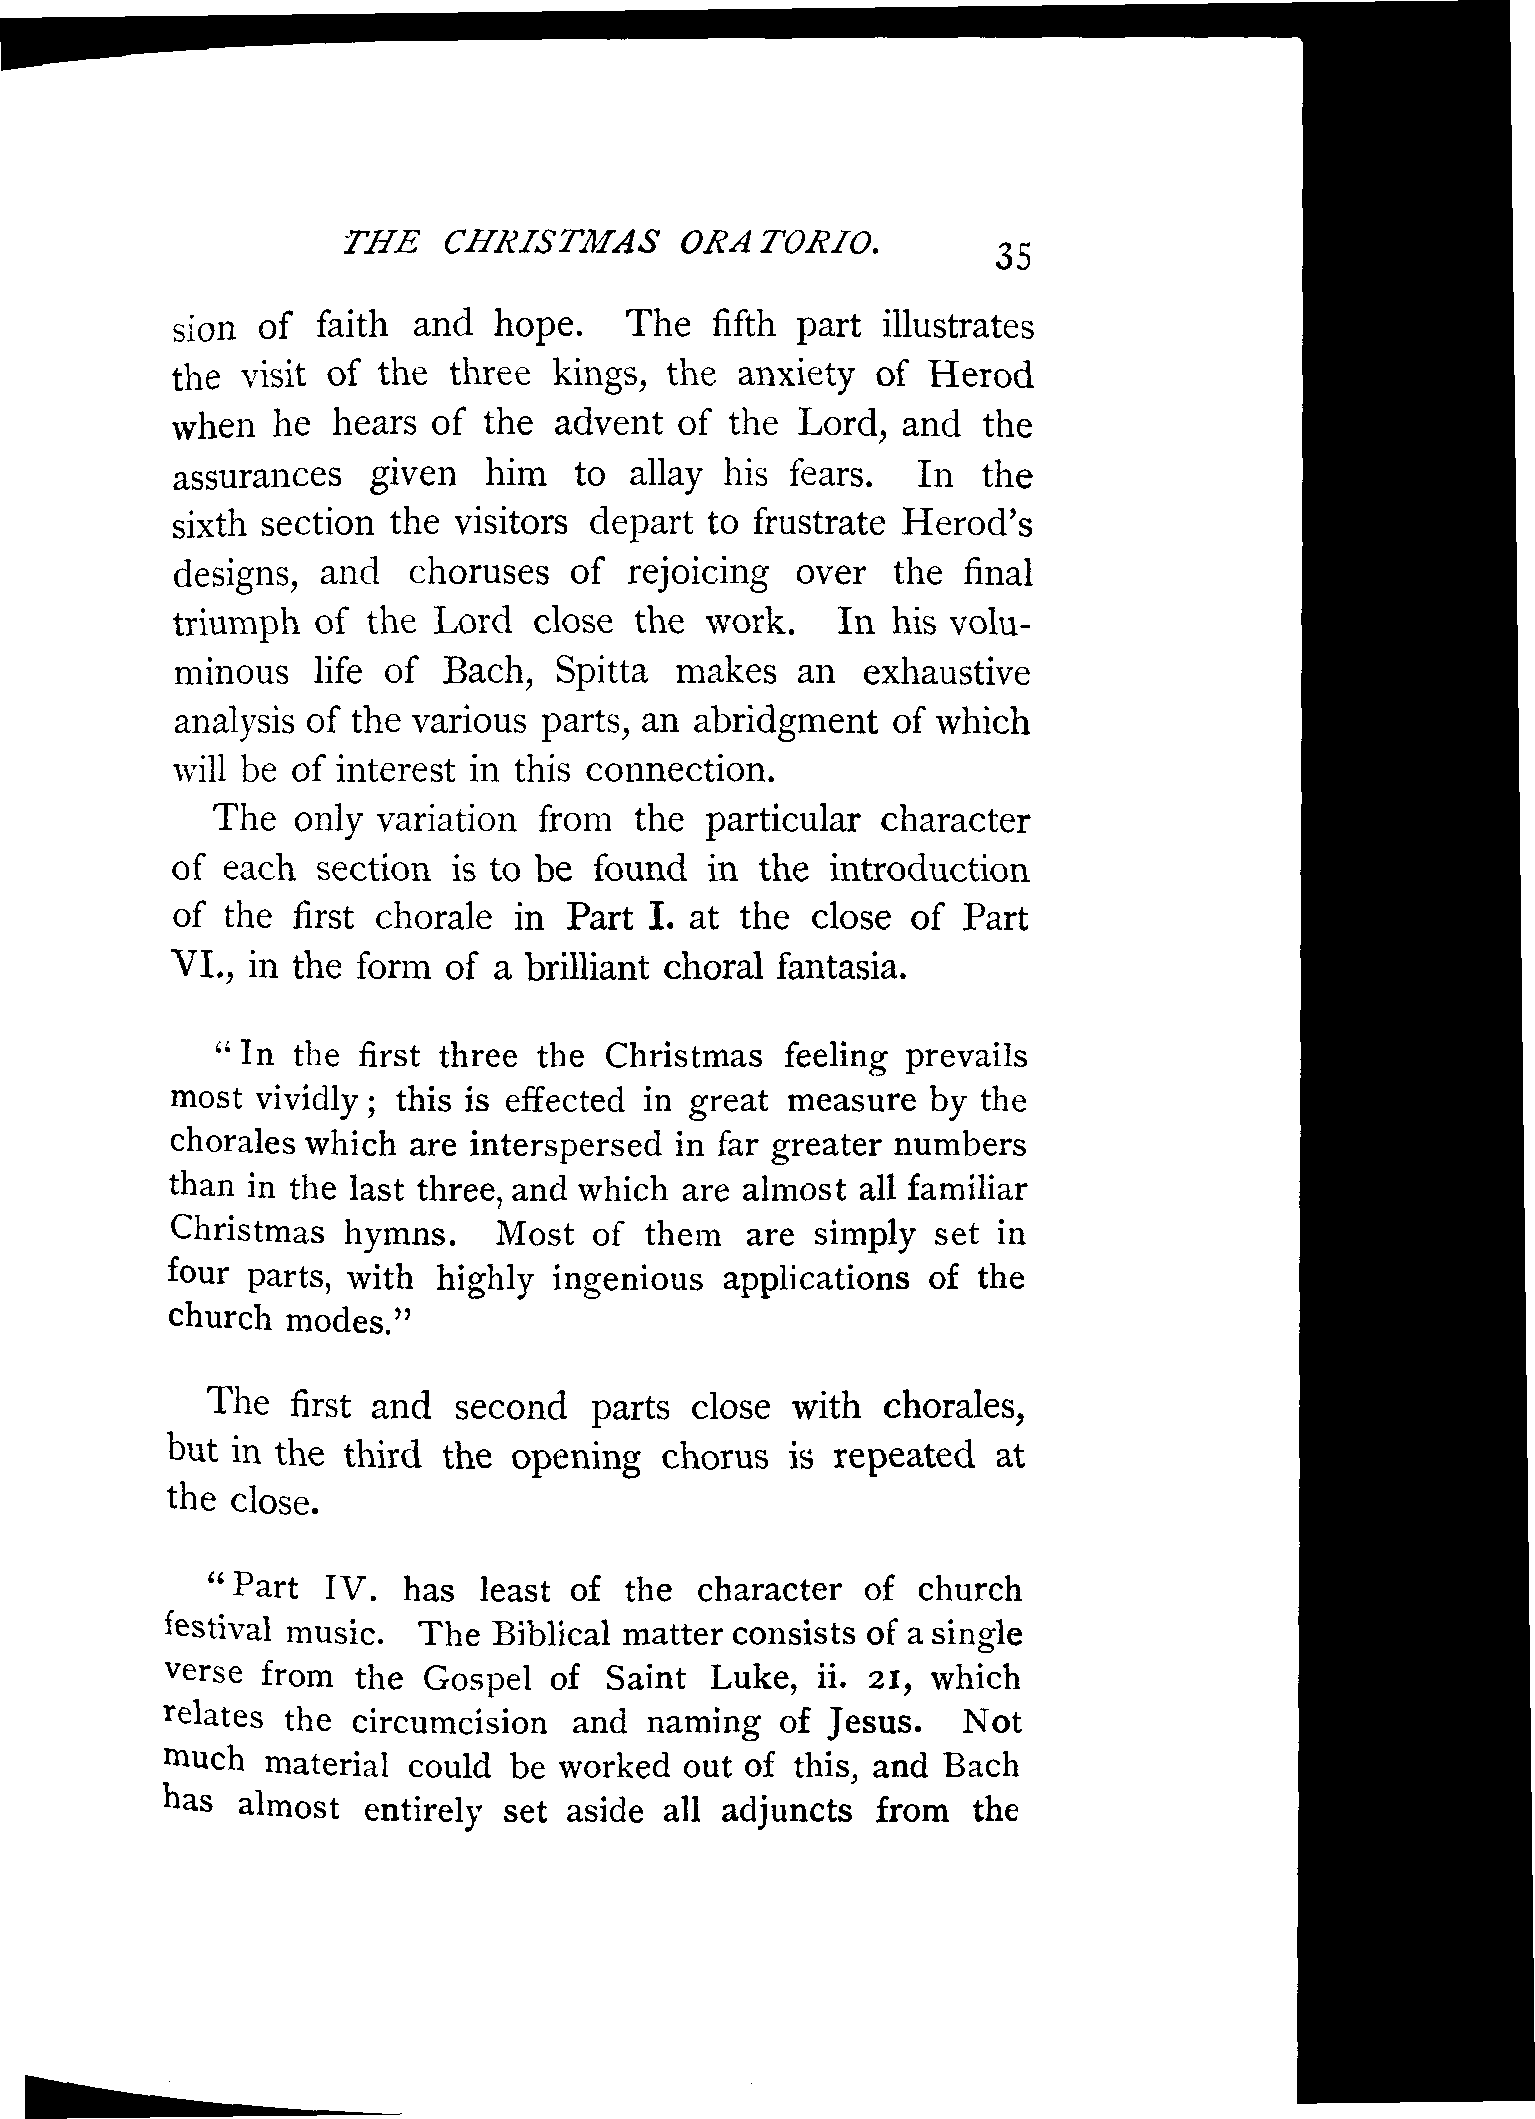 THE CHRISTMAS ORATORIO. 35
sion of faith and hope. The fifth part illustrates
the visit of the three kings, the anxiety of Herod
when he hears of the advent of the Lord, and the
assurances given him to allay his fears. In the
sixth section the visitors depart to frustrate Herod's
designs, and choruses of rejoicing over the final
triumph of the Lord close the work. In his volu-
minous life of Bach, Spitta makes an exhaustive
analysis of the various parts, an abridgment of which
will be of interest in this connection.
The only variation from the particular character
of each section is to be found in the introduction
of the first chorale in Part I. at the close of Part
VI., in the form of a brilliant choral fantasia.
“In the first three the Christmas feeling prevails
most vividly; this is effected in great measure by the
chorales which are interspersed in far greater numbers
than in the last three, and which are almost all familiar
Christmas hymns. Most of them are simply set in
four parts, with highly ingenious applications of the
church modes.”
The first and second parts close with chorales,
but in the third the opening chorus is repeated at
the close.
“Part IV. has least of the character of church
festival music. The Biblical matter consists of a single
verse from the Gospel of Saint Luke, ii. 21, which
relates the circumcision and naming of Jesus. Not
much material could be worked out of this, and Bach
has almost entirely set aside all adjuncts from the